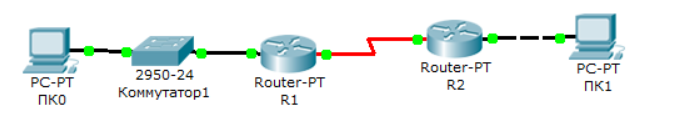 PC-PT
ПК0
2950-24
Коммутатор1
Router-PT
R1
Router-PT
R2
PC-PT
ПК1